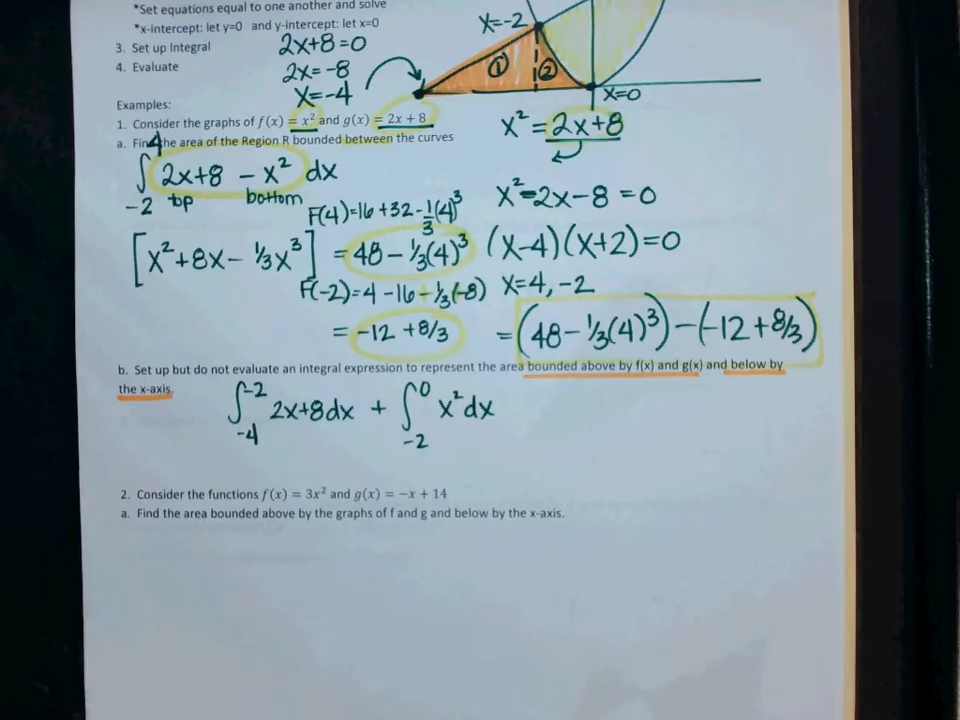 *Set equations equal to one another and solve
*x-intercept: let y=0 and y-intercept: let x=0
3. Set up Integral
4. Evaluate
2x+8=0
2x=-8
x=-4
x=-2
①
②
x=0
Examples:
1. Consider the graphs of f(x) = x² and g(x) = 2x + 8
a. Find the area of the Region R bounded between the curves
x² = 2x+8
∫₋₂⁴ 2x+8 - x² dx
top bottom
x²-2x-8=0
F(4)=16+32-1/3(4)³
[x²+8x-1/3x³] = 48-1/3(4)³
(x-4)(x+2)=0
F(-2)=4-16-1/3(-8)
x=4,-2
= -12+8/3
=(48-1/3(4)³)-(-12+8/3)
b. Set up but do not evaluate an integral expression to represent the area bounded above by f(x) and g(x) and below by
the x-axis.
∫₋₄⁻² 2x+8dx + ∫₋₂⁰ x²dx
2. Consider the functions f(x) = 3x² and g(x) = −x + 14
a. Find the area bounded above by the graphs of f and g and below by the x-axis.